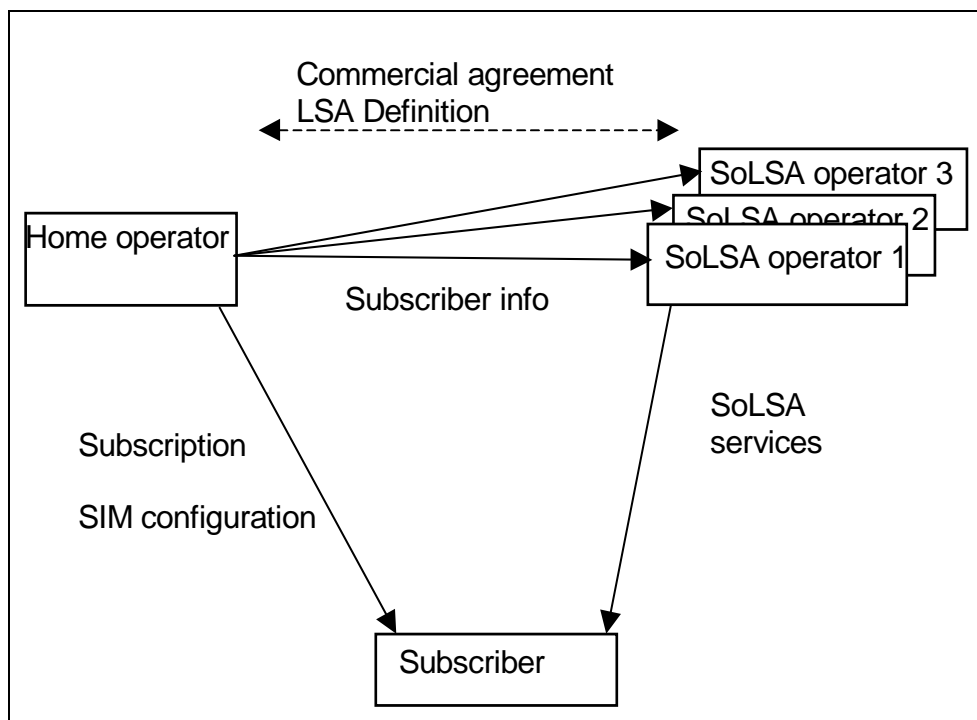 Commercial agreement
LSA Definition
SoLSA operator 3
SoLSA operator 2
Home operator
SoLSA operator 1
Subscriber info
SoLSA
services
Subscription
SIM configuration
Subscriber